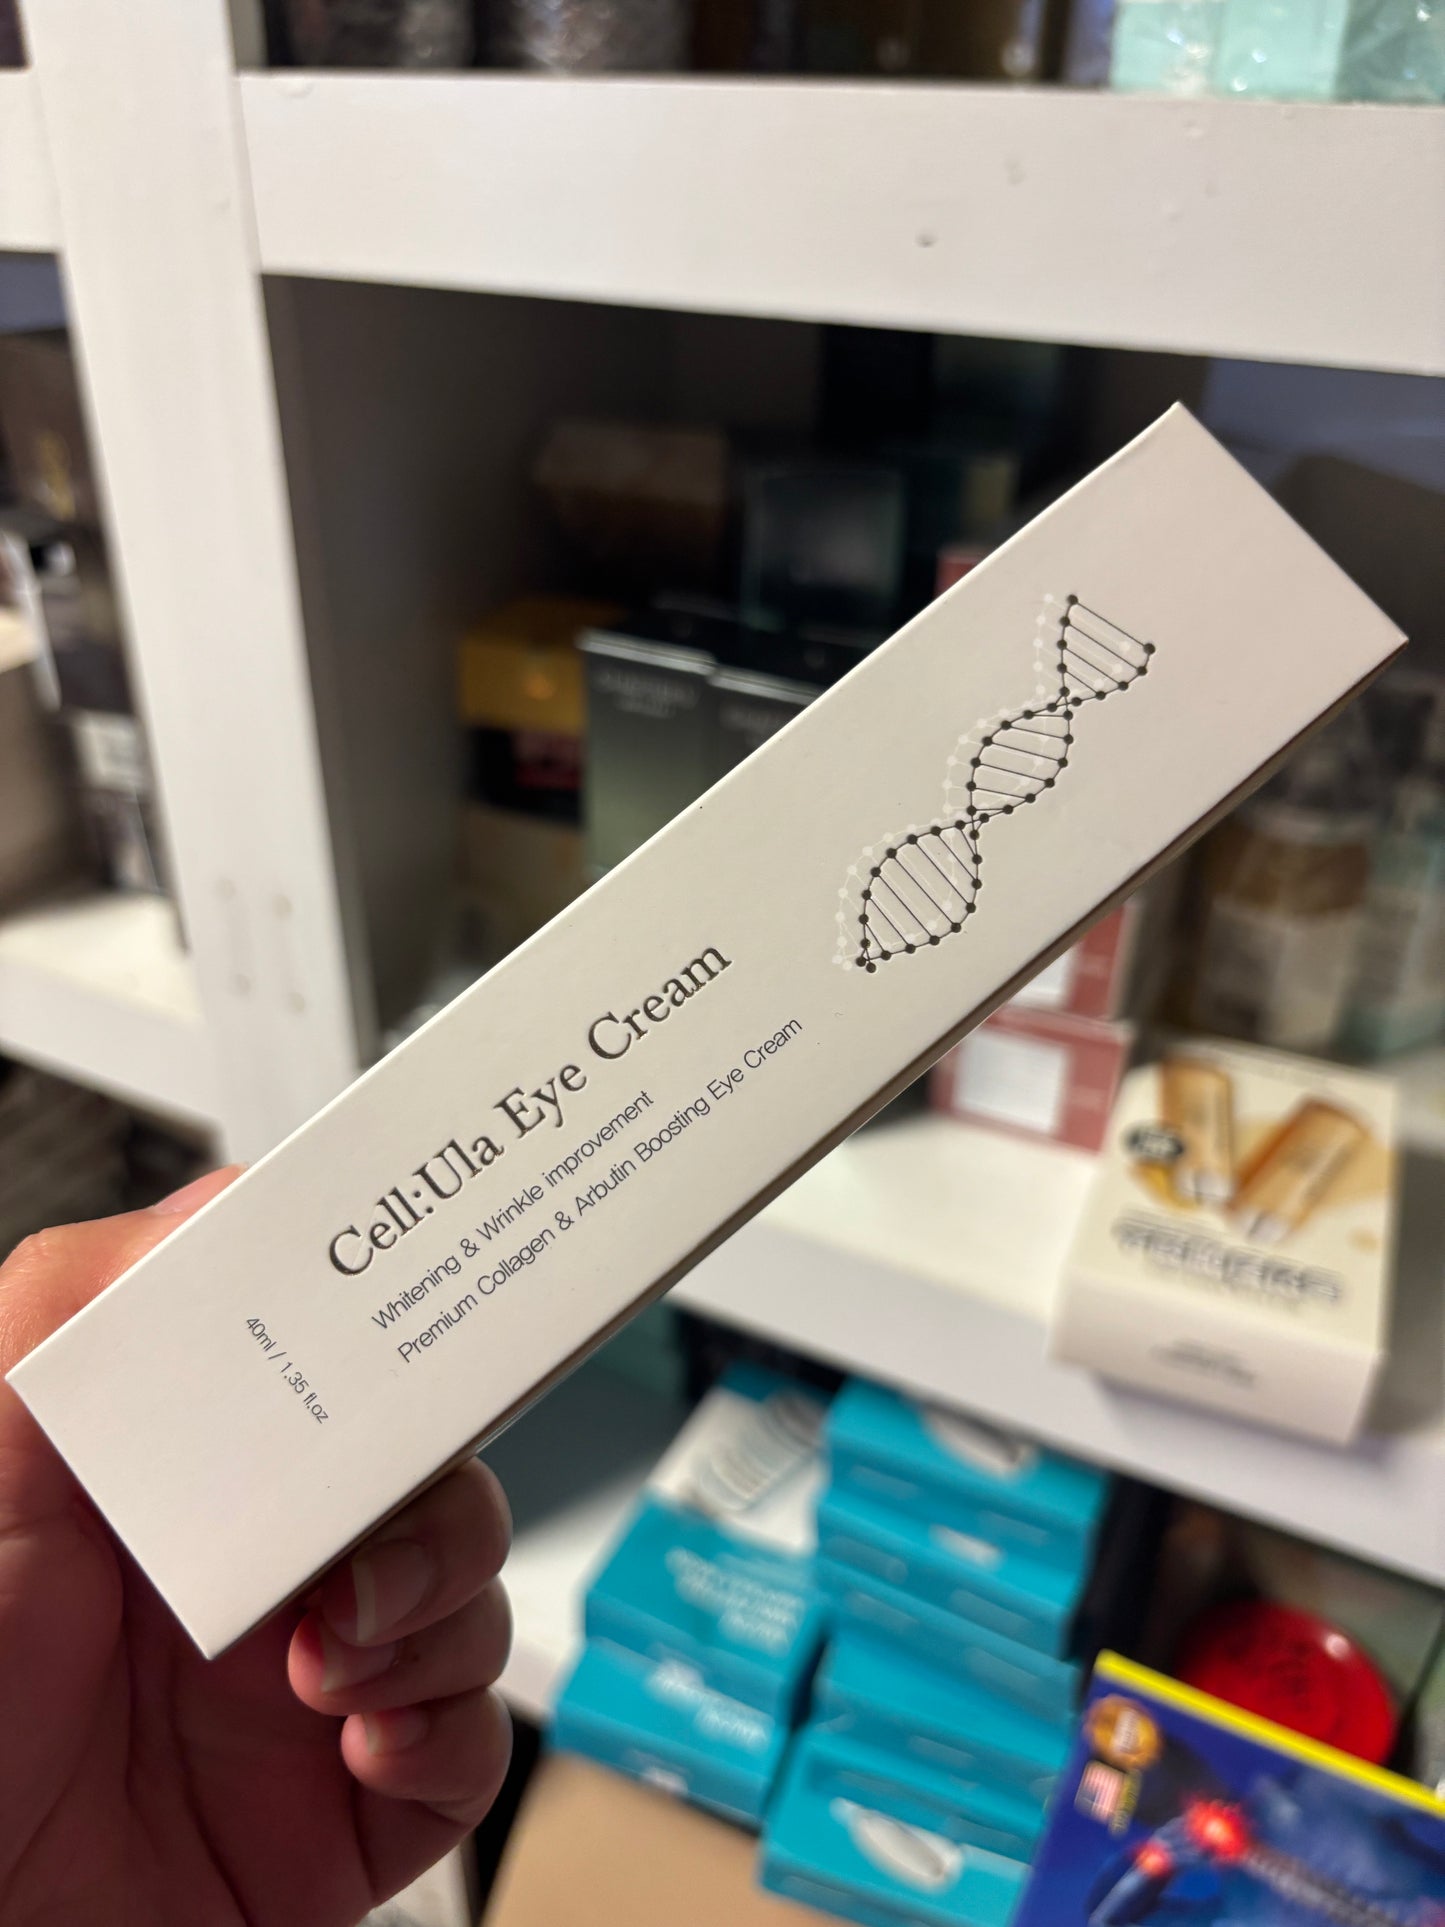 Cell:Ula Eye Cream
Whitening & Wrinkle improvement
Premium Collagen & Arbutin Boosting Eye Cream
40ml / 1.35 fl.oz